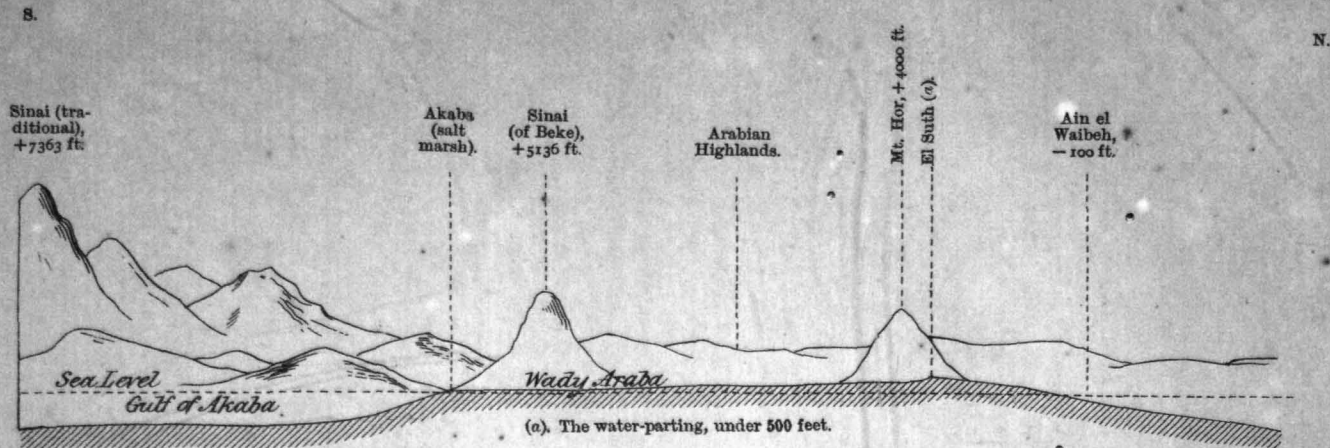 S.
N.
Sinai (tra-
ditional),
+7363 ft.
Akaba
(salt
marsh).
Sinai
(of Beke),
+5136 ft.
Arabian
Highlands.
Mt. Hor, +4000 ft.
El Suth (a).
Ain el
Waibeh,
— 100 ft.
Sea Level
Wady Araba
Gulf of Akaba
(a). The water-parting, under 500 feet.